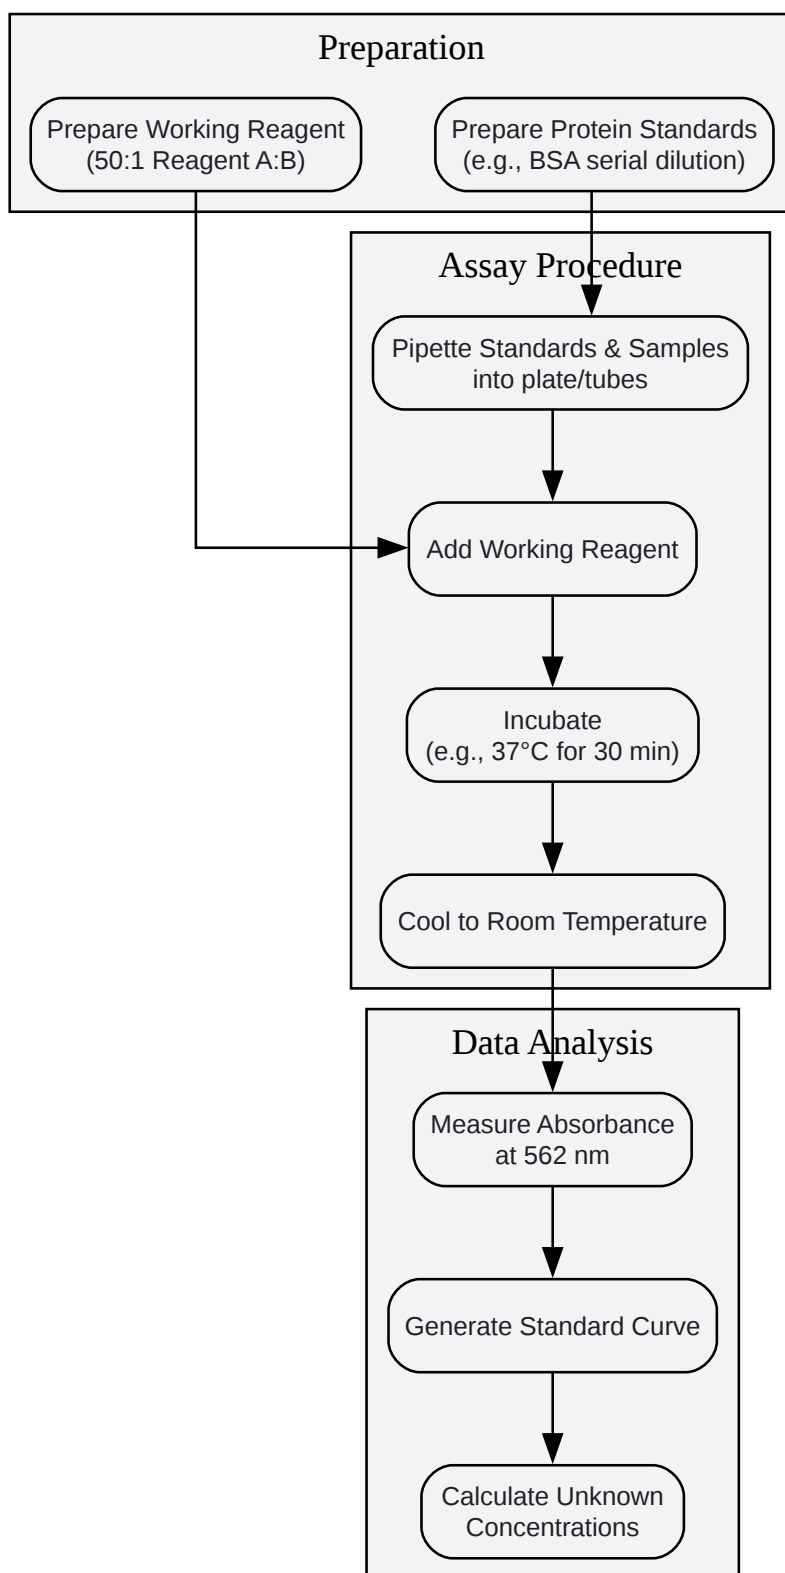 Preparation
Prepare Working Reagent
(50:1 Reagent A:B)
Prepare Protein Standards
(e.g., BSA serial dilution)
Assay Procedure
Pipette Standards & Samples
into plate/tubes
Add Working Reagent
Incubate
(e.g., 37°C for 30 min)
Cool to Room Temperature
Data Analysis
Measure Absorbance
at 562 nm
Generate Standard Curve
Calculate Unknown
Concentrations